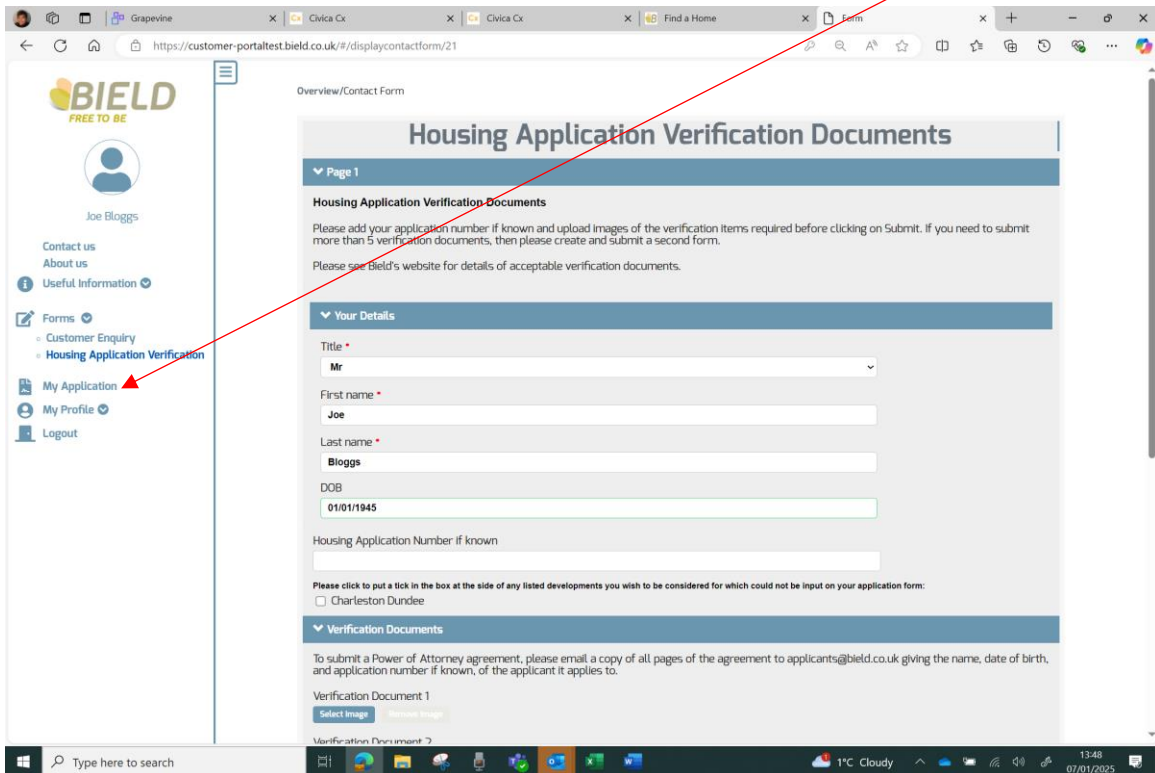 Grapevine
Civica Cx
Civica Cx
Find a Home
Form
https://customer-portaltest.bield.co.uk/#/displaycontactform/21
BIELD
FREE TO BE
Joe Bloggs
Contact us
About us
Useful Information
Forms
Customer Enquiry
Housing Application Verification
My Application
My Profile
Logout
Overview/Contact Form
Housing Application Verification Documents
Page 1
Housing Application Verification Documents
Please add your application number if known and upload images of the verification items required before clicking on Submit. If you need to submit
more than 5 verification documents, then please create and submit a second form.
Please see Bield's website for details of acceptable verification documents.
Your Details
Title *
Mr
First name *
Joe
Last name *
Bloggs
DOB
01/01/1945
Housing Application Number if known
Please click to put a tick in the box at the side of any listed developments you wish to be considered for which could not be input on your application form:
Charleston Dundee
Verification Documents
To submit a Power of Attorney agreement, please email a copy of all pages of the agreement to applicants@bield.co.uk giving the name, date of birth,
and application number if known, of the applicant it applies to.
Verification Document 1
Select Image Remove Image
Verification Document 2
Type here to search
1°C Cloudy
13:48
07/01/2025